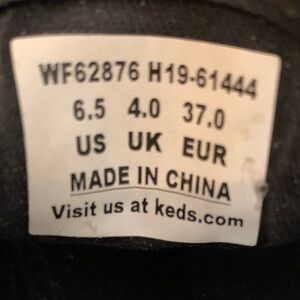 WF62876 H19-61444
6.5 4.0 37.0
US UK EUR
MADE IN CHINA
Visit us at keds.com